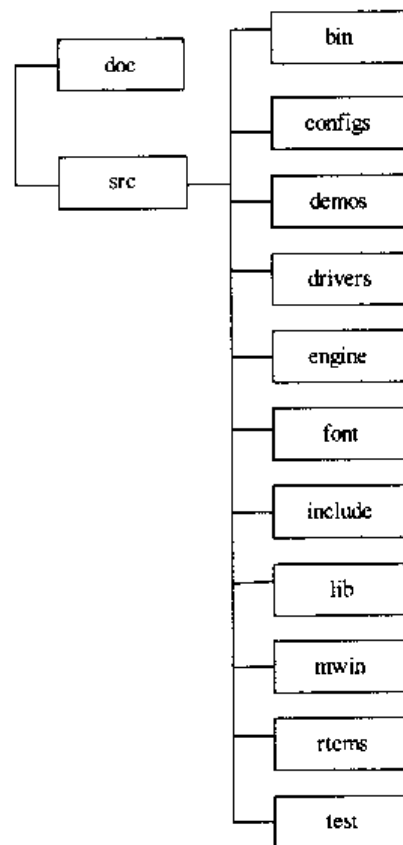 doc
src
bin
configs
demos
drivers
engine
font
include
lib
mwin
rtems
test